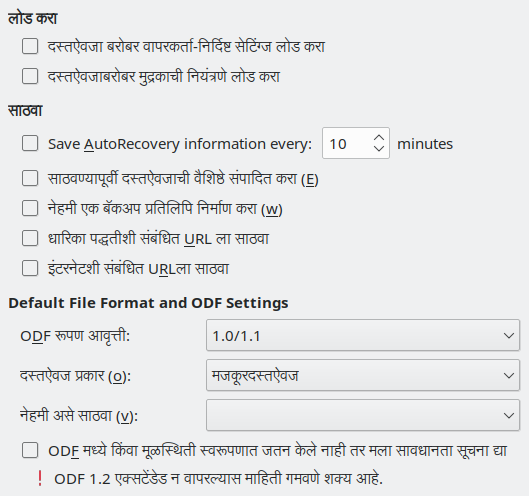 लोड करा
दस्तऐवजा बरोबर वापरकर्ता-निर्दिष्ट सेटिंग्ज लोड करा
दस्तऐवजाबरोबर मुद्रकाची नियंत्रणे लोड करा
साठवा
Save AutoRecovery information every: 10 minutes
साठवण्यापूर्वी दस्तऐवजाची वैशिष्ठे संपादित करा (E)
नेहमी एक बॅकअप प्रतिलिपि निर्माण करा (w)
धारिका पद्धतीशी संबंधित URL ला साठवा
इंटरनेटशी संबंधित URLला साठवा
Default File Format and ODF Settings
ODF रूपण आवृत्ती: 1.0/1.1
दस्तऐवज प्रकार (o): मजकूरदस्तऐवज
नेहमी असे साठवा (v):
ODF मध्ये किंवा मूळस्थिती स्वरूपणात जतन केले नाही तर मला सावधानता सूचना द्या
! ODF 1.2 एक्सटेंडेड न वापरल्यास माहिती गमवणे शक्य आहे.